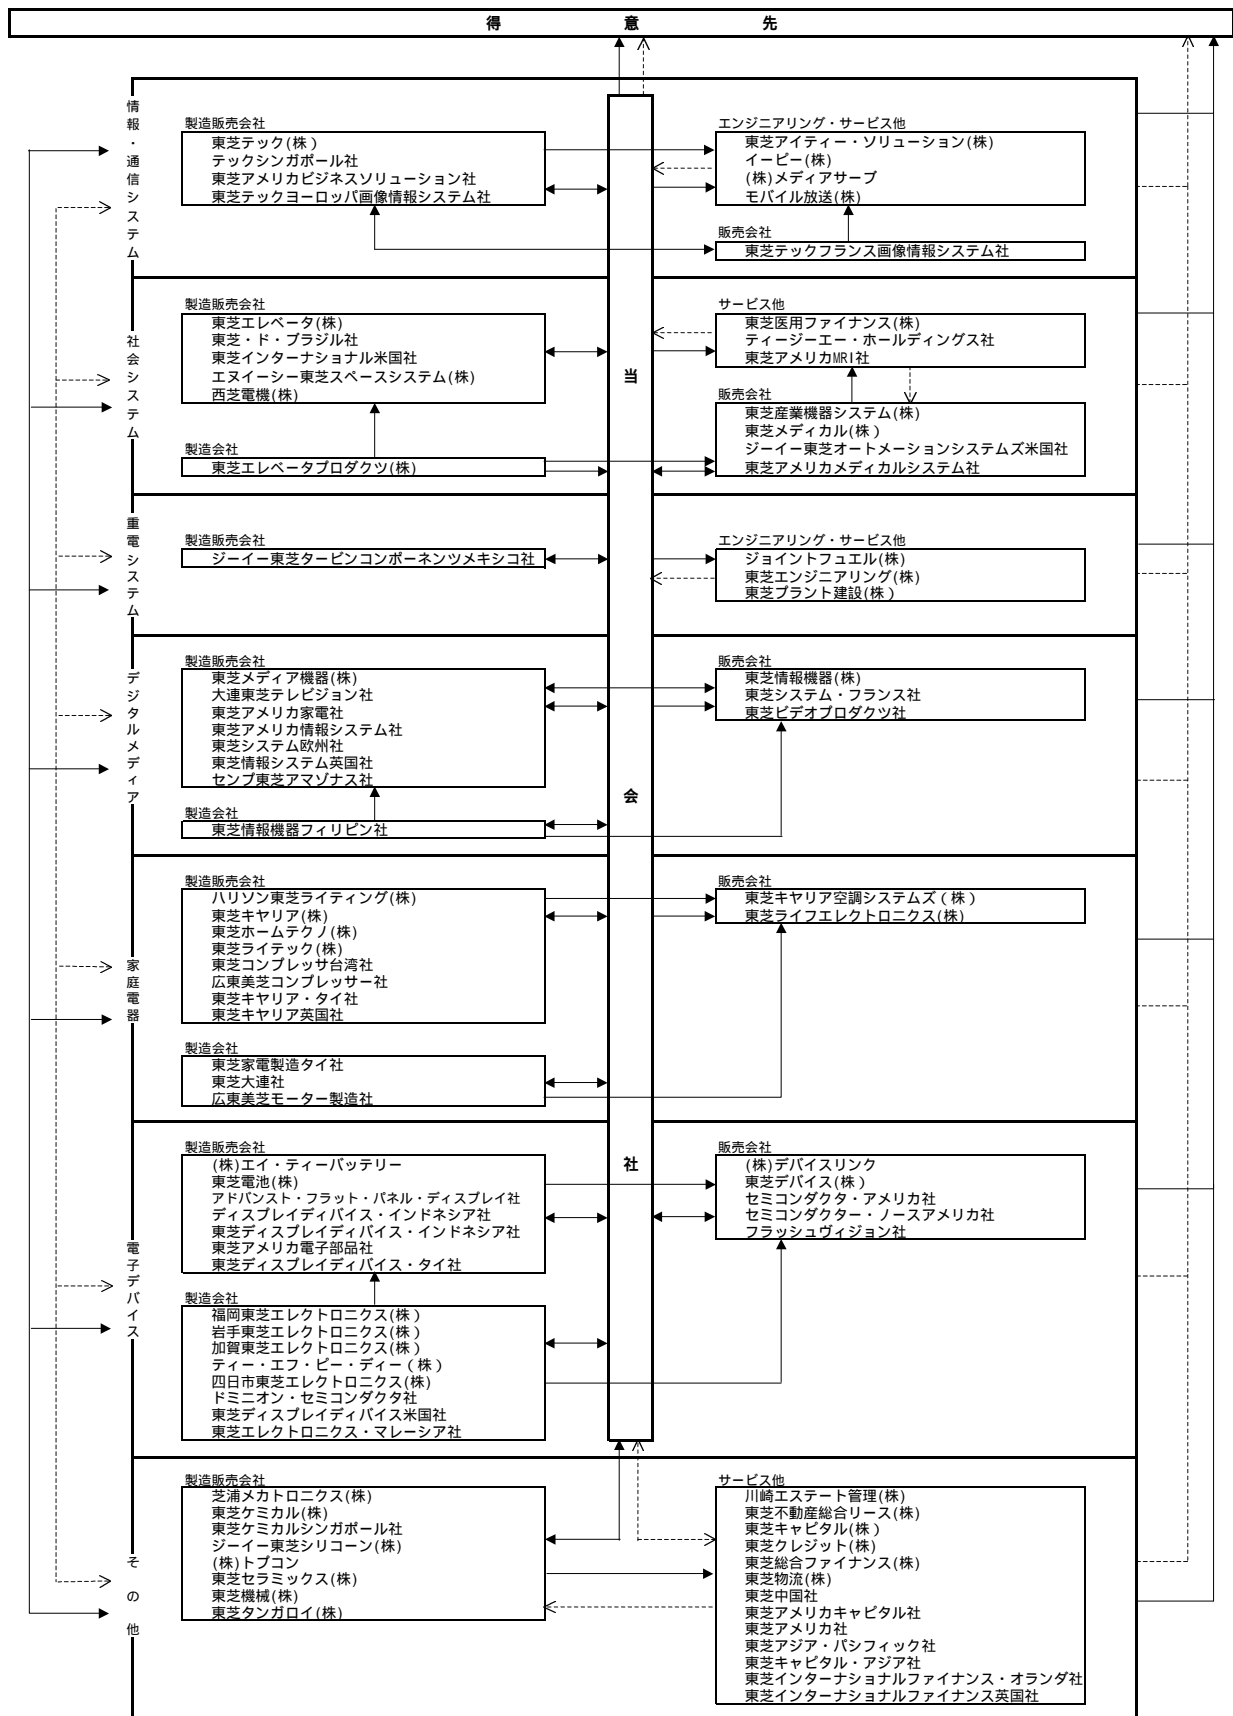 得意先
当会社
情報・通信システム
製造販売会社
東芝テック(株)
テックシンガポール社
東芝アメリカビジネスソリューション社
東芝テックヨーロッパ画像情報システム社
エンジニアリング・サービス他
東芝アイティー・ソリューション(株)
イーピー(株)
(株)メディアサーブ
モバイル放送(株)
販売会社
東芝テックフランス画像情報システム社
社会システム
製造販売会社
東芝エレベータ(株)
東芝・ド・ブラジル社
東芝インターナショナル米国社
エヌイーシー東芝スペースシステム(株)
西芝電機(株)
製造会社
東芝エレベータプロダクツ(株)
サービス他
東芝医用ファイナンス(株)
ティージーエー・ホールディングス社
東芝アメリカMRI社
販売会社
東芝産業機器システム(株)
東芝メディカル(株)
ジーイー東芝オートメーションシステムズ米国社
東芝アメリカメディカルシステム社
重電システム
製造販売会社
ジーイー東芝タービンコンポーネンツメキシコ社
エンジニアリング・サービス他
ジョイントフュエル(株)
東芝エンジニアリング(株)
東芝プラント建設(株)
デジタルメディア
製造販売会社
東芝メディア機器(株)
大連東芝テレビジョン社
東芝アメリカ家電社
東芝アメリカ情報システム社
東芝システム欧州社
東芝情報システム英国社
センプ東芝アマゾナス社
製造会社
東芝情報機器フィリピン社
販売会社
東芝情報機器(株)
東芝システム・フランス社
東芝ビデオプロダクツ社
家庭電器
製造販売会社
ハリソン東芝ライティング(株)
東芝キヤリア(株)
東芝ホームテクノ(株)
東芝ライテック(株)
東芝コンプレッサ台湾社
広東美芝コンプレッサー社
東芝キヤリア・タイ社
東芝キヤリア英国社
製造会社
東芝家電製造タイ社
東芝大連社
広東美芝モーター製造社
販売会社
東芝キヤリア空調システムズ(株)
東芝ライフエレクトロニクス(株)
電子デバイス
製造販売会社
(株)エイ・ティーバッテリー
東芝電池(株)
アドバンスト・フラット・パネル・ディスプレイ社
ディスプレイディバイス・インドネシア社
東芝ディスプレイディバイス・インドネシア社
東芝アメリカ電子部品社
東芝ディスプレイディバイス・タイ社
製造会社
福岡東芝エレクトロニクス(株)
岩手東芝エレクトロニクス(株)
加賀東芝エレクトロニクス(株)
ティー・エフ・ピー・ディー(株)
四日市東芝エレクトロニクス(株)
ドミニオン・セミコンダクタ社
東芝ディスプレイディバイス米国社
東芝エレクトロニクス・マレーシア社
販売会社
(株)デバイスリンク
東芝デバイス(株)
セミコンダクタ・アメリカ社
セミコンダクター・ノースアメリカ社
フラッシュヴィジョン社
その他
製造販売会社
芝浦メカトロニクス(株)
東芝ケミカル(株)
東芝ケミカルシンガポール社
ジーイー東芝シリコーン(株)
(株)トプコン
東芝セラミックス(株)
東芝機械(株)
東芝タンガロイ(株)
サービス他
川崎エステート管理(株)
東芝不動産総合リース(株)
東芝キャピタル(株)
東芝クレジット(株)
東芝総合ファイナンス(株)
東芝物流(株)
東芝中国社
東芝アメリカキャピタル社
東芝アメリカ社
東芝アジア・パシフィック社
東芝キャピタル・アジア社
東芝インターナショナルファイナンス・オランダ社
東芝インターナショナルファイナンス英国社